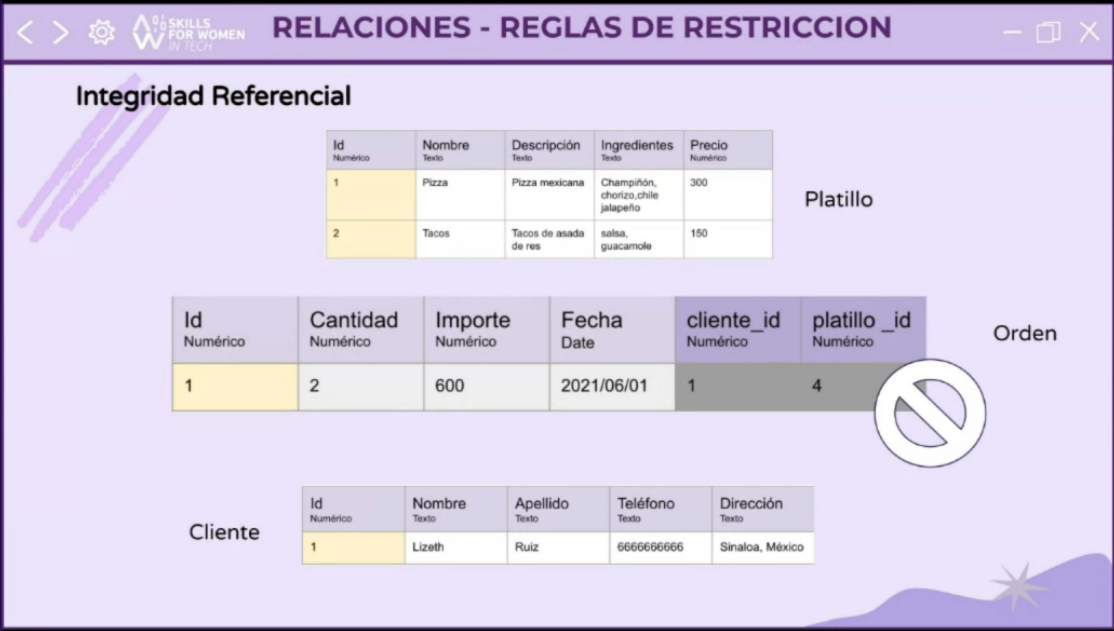 SKILLS
FOR WOMEN
IN TECH
RELACIONES - REGLAS DE RESTRICCION
Integridad Referencial
Id Nombre Descripción Ingredientes Precio
Numérico Texto Texto Texto Numérico
1 Pizza Pizza mexicana Champiñón, 300
chorizo,chile
jalapeño
2 Tacos Tacos de asada salsa, 150
de res guacamole
Platillo
Id Cantidad Importe Fecha cliente_id platillo _id
Numérico Numérico Numérico Date Numérico Numérico
1 2 600 2021/06/01 1 4
Orden
Cliente
Id Nombre Apellido Teléfono Dirección
Numérico Texto Texto Texto Texto
1 Lizeth Ruiz 6666666666 Sinaloa, México